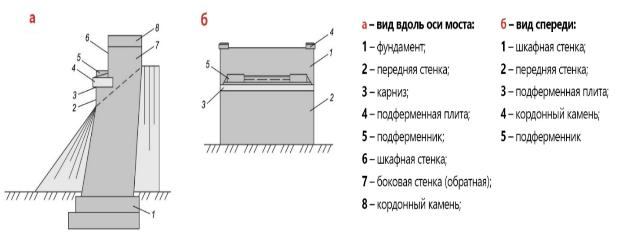 а
8
7
6
5
4
3
2
1
б
4
1
5
3
2
а – вид вдоль оси моста:
1 – фундамент;
2 – передняя стенка;
3 – карниз;
4 – подферменная плита;
5 – подферменник;
6 – шкафная стенка;
7 – боковая стенка (обратная);
8 – кордонный камень;
б – вид спереди:
1 – шкафная стенка;
2 – передняя стенка;
3 – подферменная плита;
4 – кордонный камень;
5 – подферменник